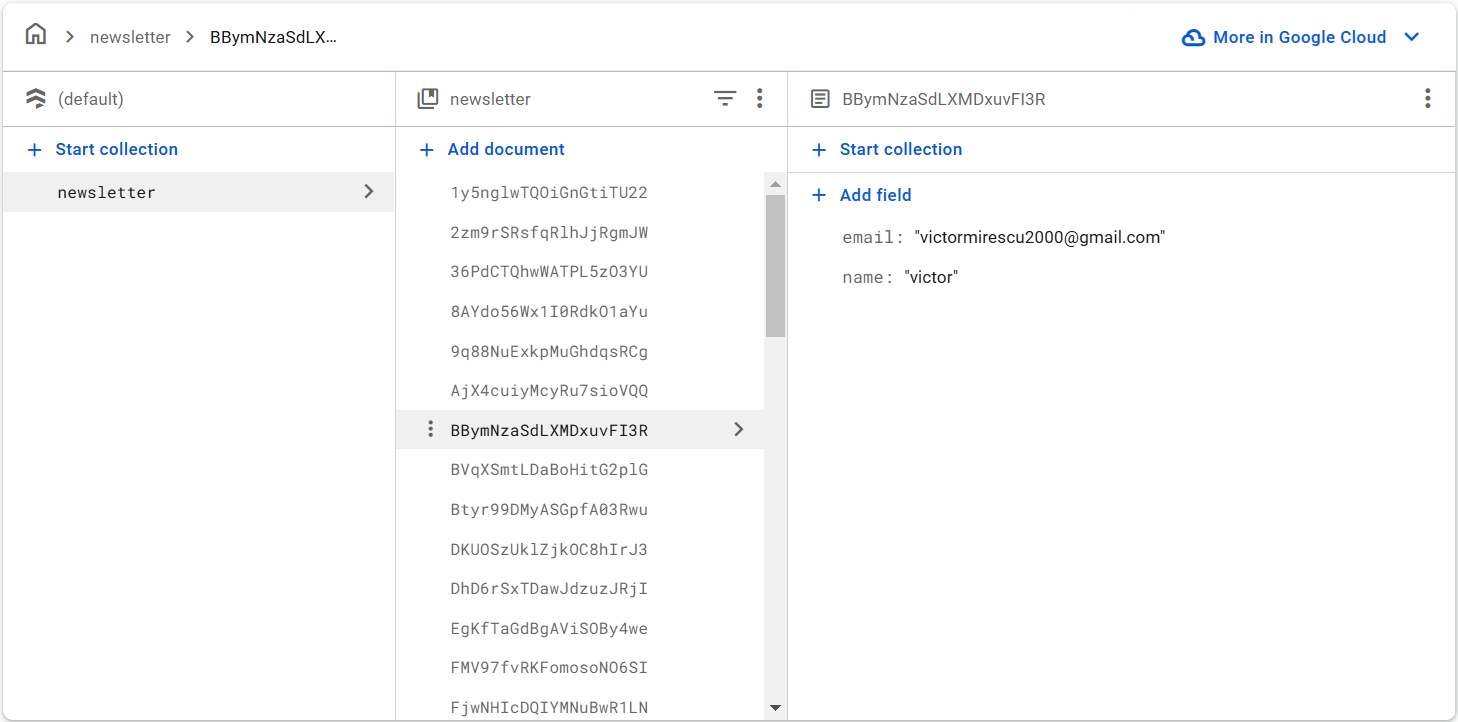 newsletter
BBymNzaSdLX...
More in Google Cloud
(default)
newsletter
BBymNzaSdLXMDxuvFI3R
+ Start collection
+ Add document
+ Start collection
newsletter
1y5nglwTQOiGnGtiTU22
2zm9rSRsfqRlhJjRgmJW
36PdCTQhwWATPL5zO3YU
8AYdo56Wx1I0RdkO1aYu
9q88NuExkpMuGhdqsRCg
AjX4cuiyMcyRu7sioVQQ
BBymNzaSdLXMDxuvFI3R
BVqXSmtLDaBoHitG2plG
Btyr99DMyASGpfA03Rwu
DKUOSzUklZjkOC8hIrJ3
DhD6rSxTDawJdzuzJRjI
EgKfTaGdBgAViSOBy4we
FMV97fvRKFomosoNO6SI
FjwNHIcDQIYMNuBwR1LN
+ Add field
email: "victormirescu2000@gmail.com"
name: "victor"